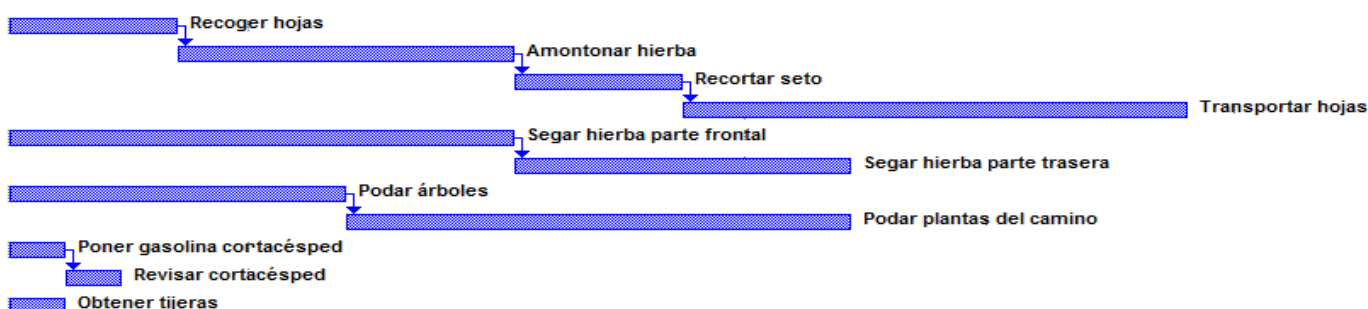 Recoger hojas
Amontonar hierba
Recortar seto
Transportar hojas
Segar hierba parte frontal
Segar hierba parte trasera
Podar árboles
Podar plantas del camino
Poner gasolina cortacésped
Revisar cortacésped
Obtener tijeras